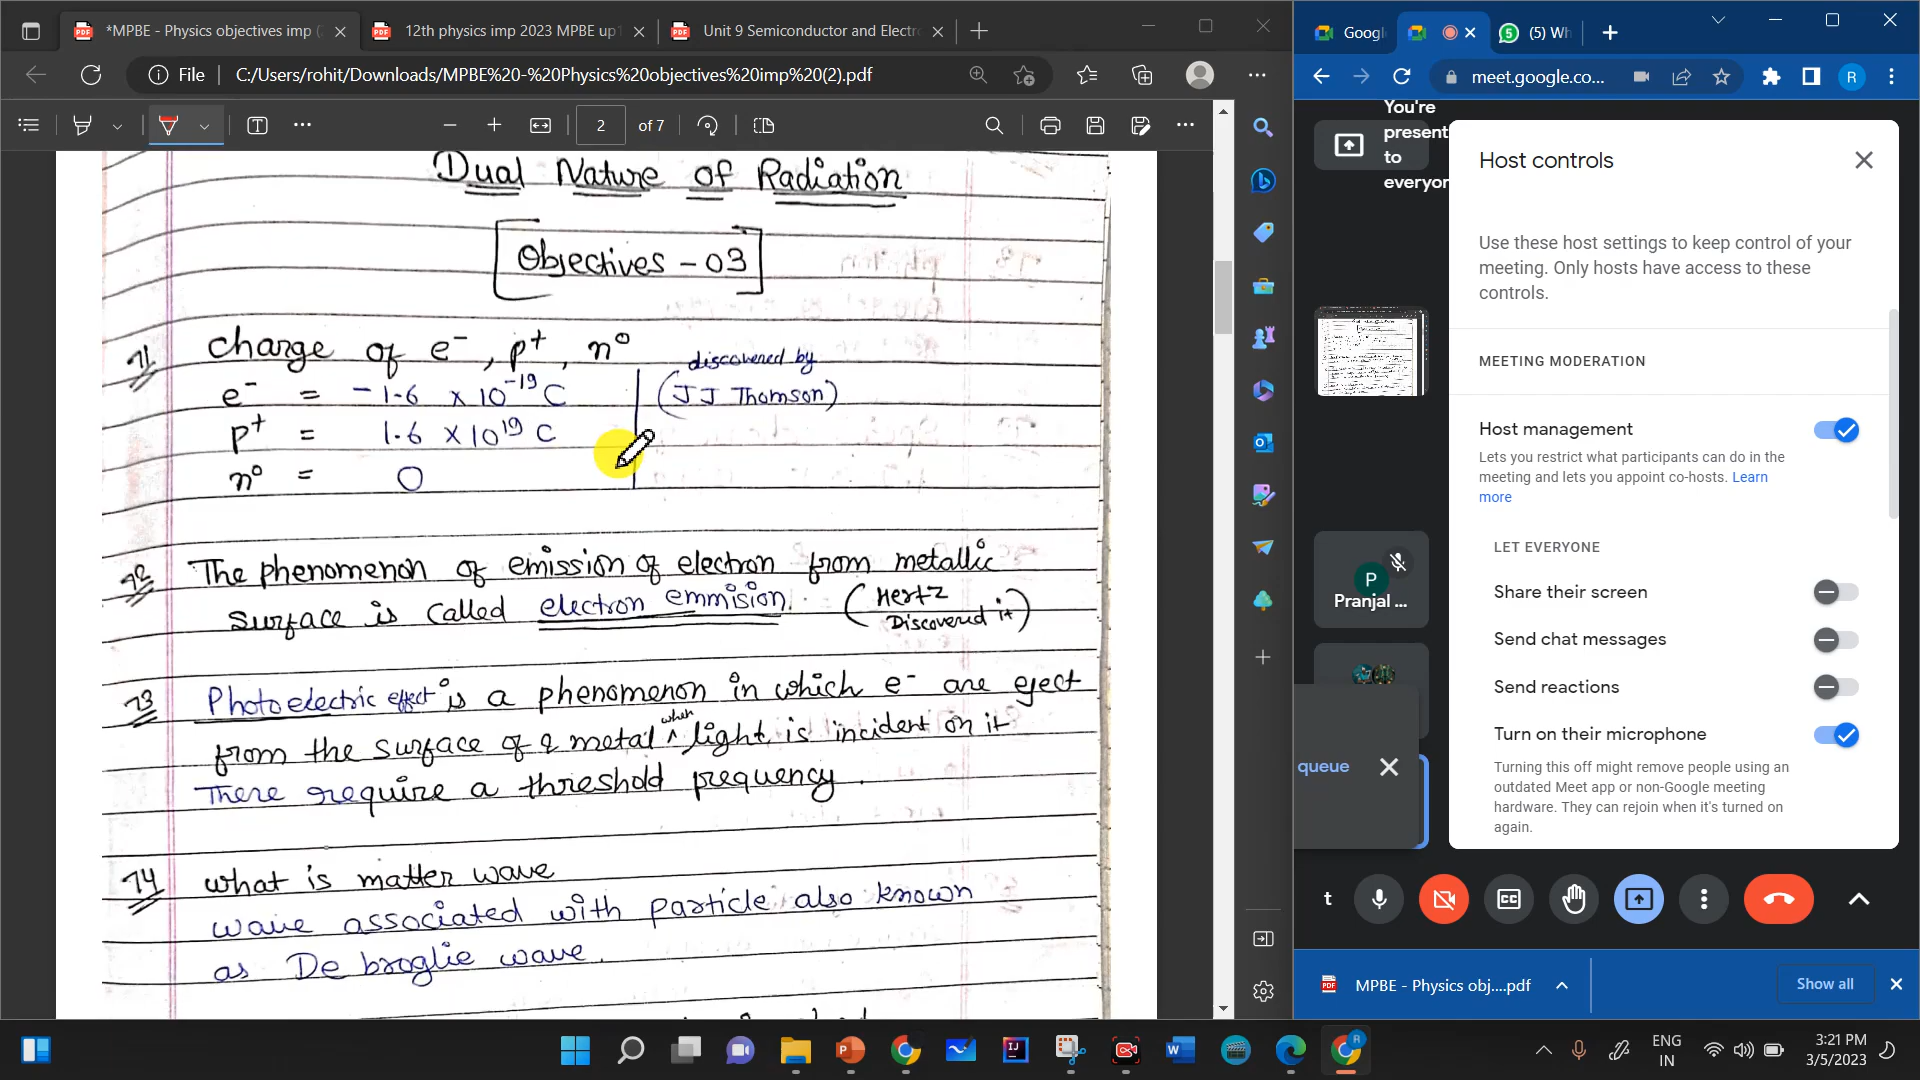 *MPBE - Physics objectives imp (
12th physics imp 2023 MPBE up
Unit 9 Semiconductor and Electr
File
C:/Users/rohit/Downloads/MPBE%20-%20Physics%20objectives%20imp%20(2).pdf
2 of 7
Dual Nature of Radiation
Objectives - 03
71 charge of e⁻, p⁺, n⁰
discovered by
e⁻ = -1.6 × 10⁻¹⁹ C
(JJ Thomson)
p⁺ = 1.6 × 10¹⁹ C
n⁰ = 0
72 The phenomenon of emission of electron from metallic
surface is called electron emmision. (Hertz
Discovered it)
73 Photoelectric effect is a phenomenon in which e⁻ are eject
from the surface of a metal ^when light is incident on it
There require a threshold frequency.
74 what is matter wave
wave associated with particle also known
as De broglie wave.
Googl
(5) Wh
meet.google.co...
R
You're
present
to
everyor
Host controls
Use these host settings to keep control of your
meeting. Only hosts have access to these
controls.
MEETING MODERATION
Host management
Lets you restrict what participants can do in the
meeting and lets you appoint co-hosts. Learn
more
LET EVERYONE
Share their screen
Send chat messages
Send reactions
Turn on their microphone
Turning this off might remove people using an
outdated Meet app or non-Google meeting
hardware. They can rejoin when it's turned on
again.
P
Pranjal ...
queue
t
MPBE - Physics obj....pdf
Show all
ENG
IN
3:21 PM
3/5/2023